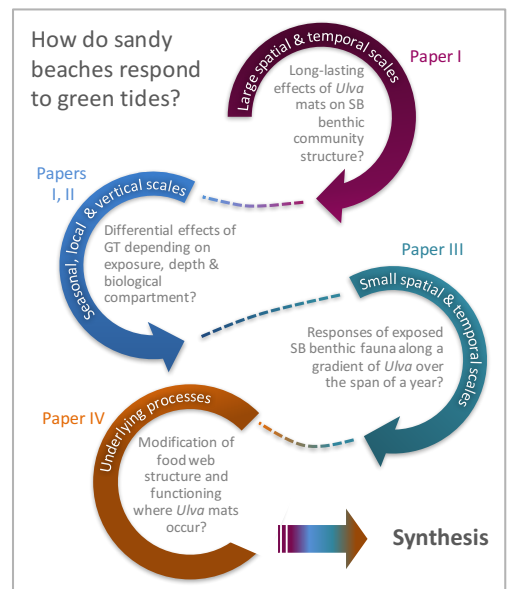 How do sandy
beaches respond
to green tides?
Large spatial & temporal scales
Paper I
Long-lasting
effects of Ulva
mats on SB
benthic
community
structure?
Papers
I, II
Seasonal, local & vertical scales
Differential effects of
GT depending on
exposure, depth &
biological
compartment?
Paper III
Small spatial & temporal
scales
Responses of exposed
SB benthic fauna along a
gradient of Ulva over
the span of a year?
Paper IV
Underlying processes
Modification of
food web
structure and
functioning
where Ulva mats
occur?
Synthesis